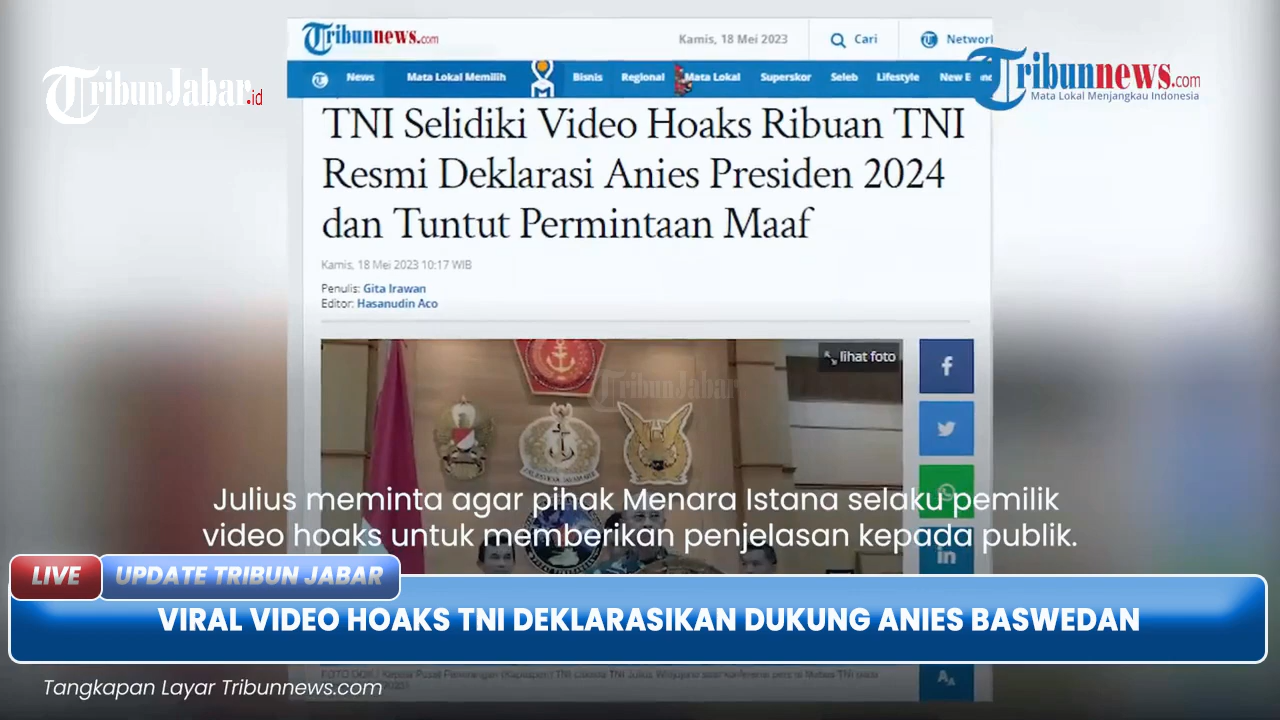 Tribunnews.com
Kamis, 18 Mei 2023
Cari
Network
TribunJabar.id
Tribunnews.com
Mata Lokal Menjangkau Indonesia
News
Mata Lokal Memilih
Bisnis
Regional
Mata Lokal
Superskor
Seleb
Lifestyle
New E
TNI Selidiki Video Hoaks Ribuan TNI
Resmi Deklarasi Anies Presiden 2024
dan Tuntut Permintaan Maaf
Kamis, 18 Mei 2023 10:17 WIB
Penulis: Gita Irawan
Editor: Hasanudin Aco
lihat foto
TribunJabar
Julius meminta agar pihak Menara Istana selaku pemilik
video hoaks untuk memberikan penjelasan kepada publik.
LIVE
UPDATE TRIBUN JABAR
VIRAL VIDEO HOAKS TNI DEKLARASIKAN DUKUNG ANIES BASWEDAN
Tangkapan Layar Tribunnews.com